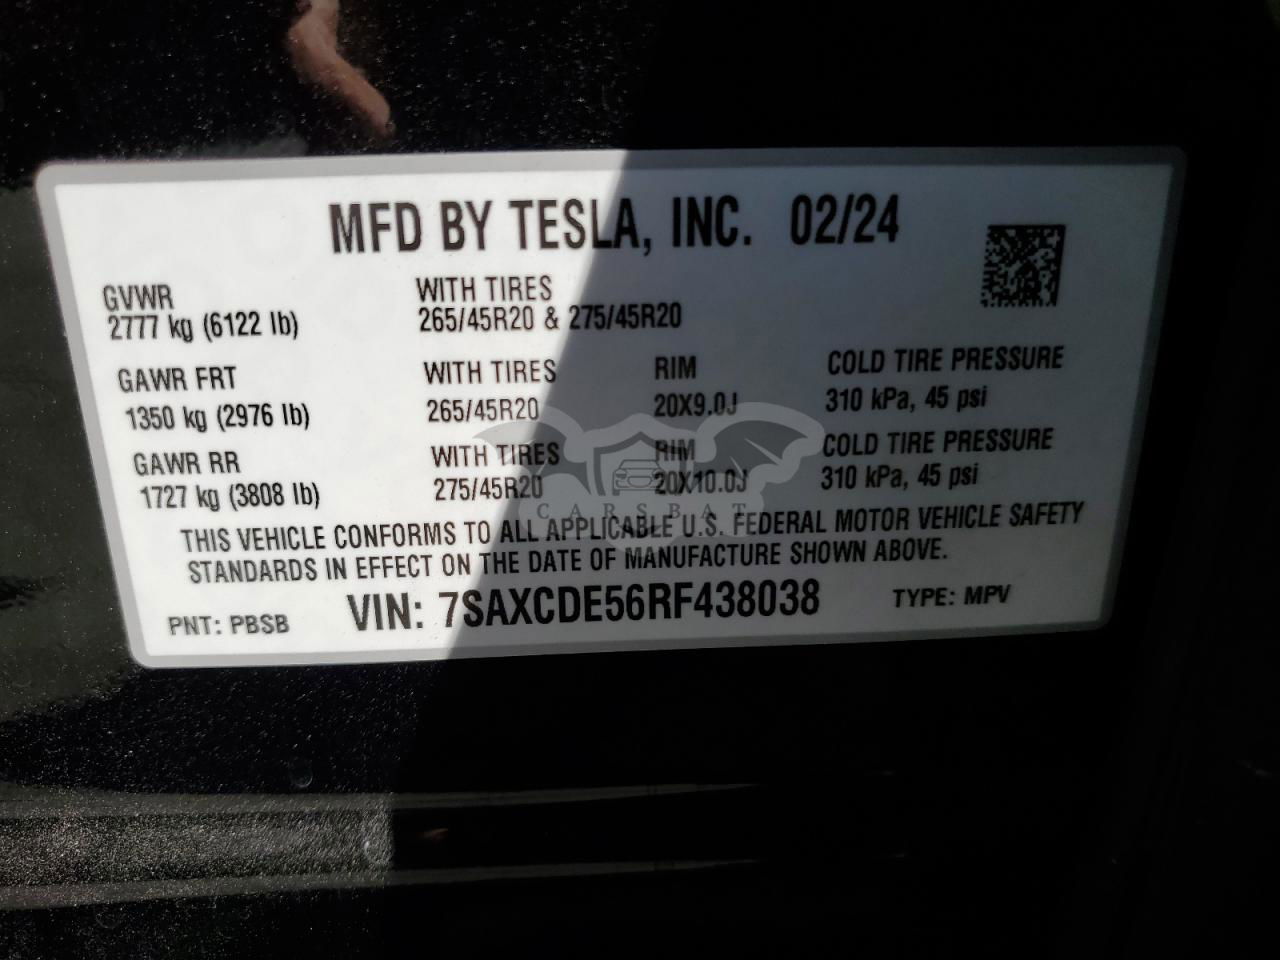 MFD BY TESLA, INC. 02/24
GVWR WITH TIRES
2777 kg (6122 lb) 265/45R20 & 275/45R20
GAWR FRT WITH TIRES RIM COLD TIRE PRESSURE
1350 kg (2976 lb) 265/45R20 20X9.0J 310 kPa, 45 psi
GAWR RR WITH TIRES RIM COLD TIRE PRESSURE
1727 kg (3808 lb) 275/45R20 20X10.0J 310 kPa, 45 psi
CARSBAT
THIS VEHICLE CONFORMS TO ALL APPLICABLE U.S. FEDERAL MOTOR VEHICLE SAFETY
STANDARDS IN EFFECT ON THE DATE OF MANUFACTURE SHOWN ABOVE.
PNT: PBSB VIN: 7SAXCDE56RF438038 TYPE: MPV